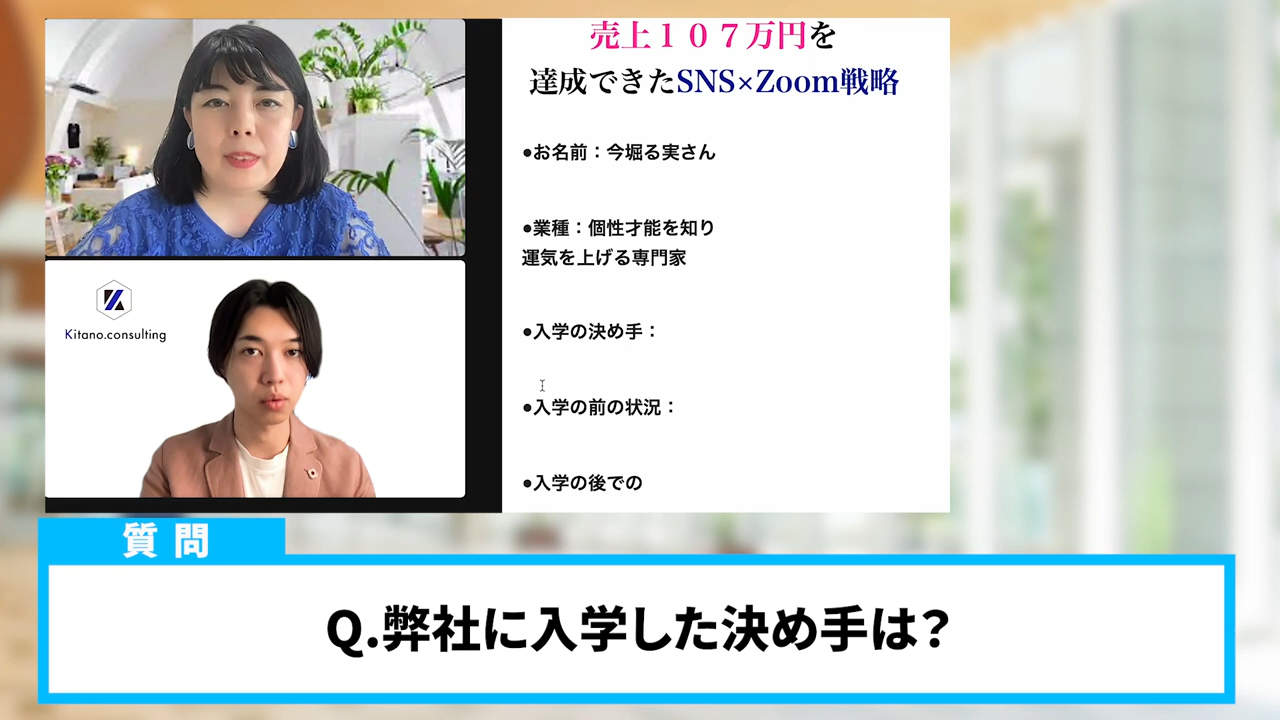 売上１０７万円を
達成できたSNS×Zoom戦略
●お名前：今堀る実さん
●業種：個性才能を知り
運気を上げる専門家
●入学の決め手：
●入学の前の状況：
●入学の後での
Kitano.consulting
質問
Q.弊社に入学した決め手は？